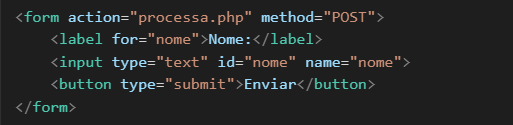 <form action="processa.php" method="POST">
    <label for="nome">Nome:</label>
    <input type="text" id="nome" name="nome">
    <button type="submit">Enviar</button>
</form>